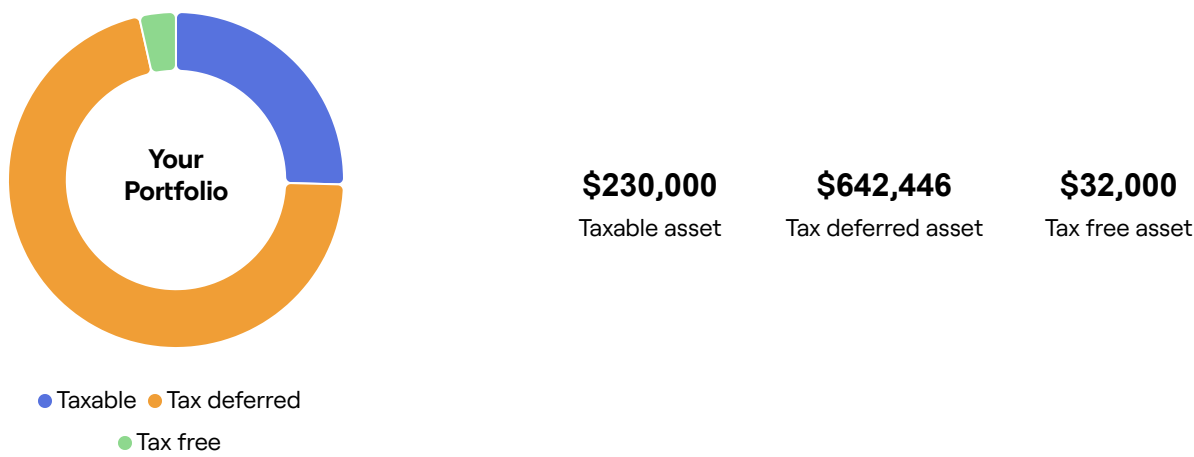 Your
Portfolio
$230,000
Taxable asset
$642,446
Tax deferred asset
$32,000
Tax free asset
Taxable
Tax deferred
Tax free